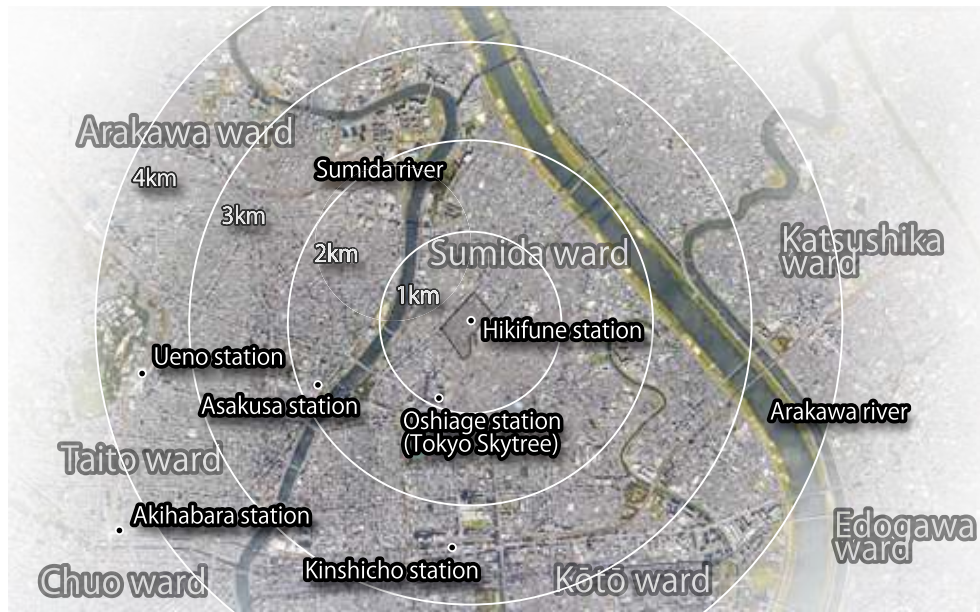 Arakawa ward
4km
Sumida river
3km
2km
Sumida ward
Katsushika
ward
1km
Hikifune station
Ueno station
Asakusa station
Oshiage station
(Tokyo Skytree)
Arakawa river
Taito ward
Akihabara station
Edogawa
ward
Kinshicho station
Chuo ward
Kōtō ward